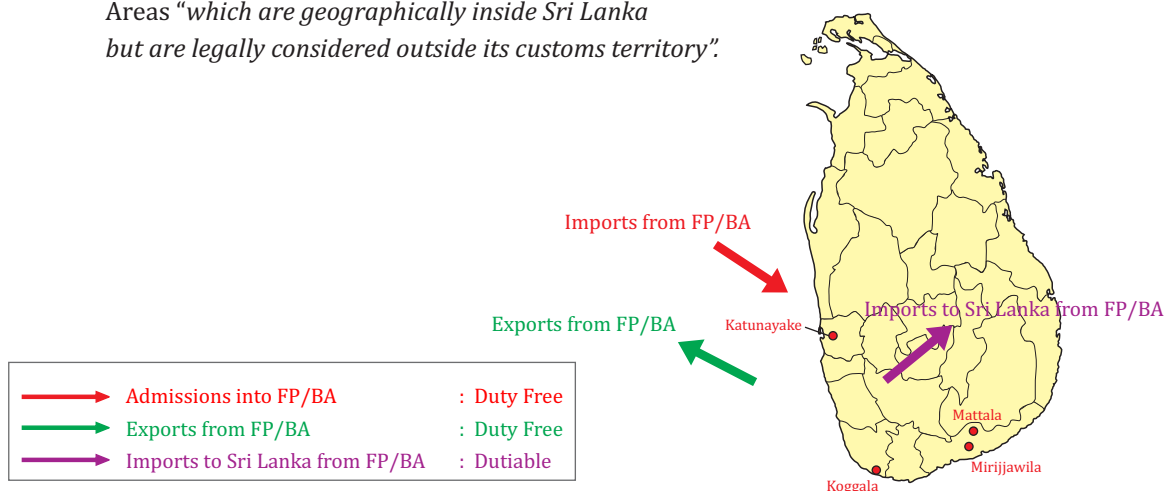 Areas “which are geographically inside Sri Lanka
but are legally considered outside its customs territory”.
Imports from FP/BA
Imports to Sri Lanka from FP/BA
Exports from FP/BA
Katunayake
Admissions into FP/BA : Duty Free
Exports from FP/BA : Duty Free
Imports to Sri Lanka from FP/BA : Dutiable
Mattala
Mirijjawila
Koggala